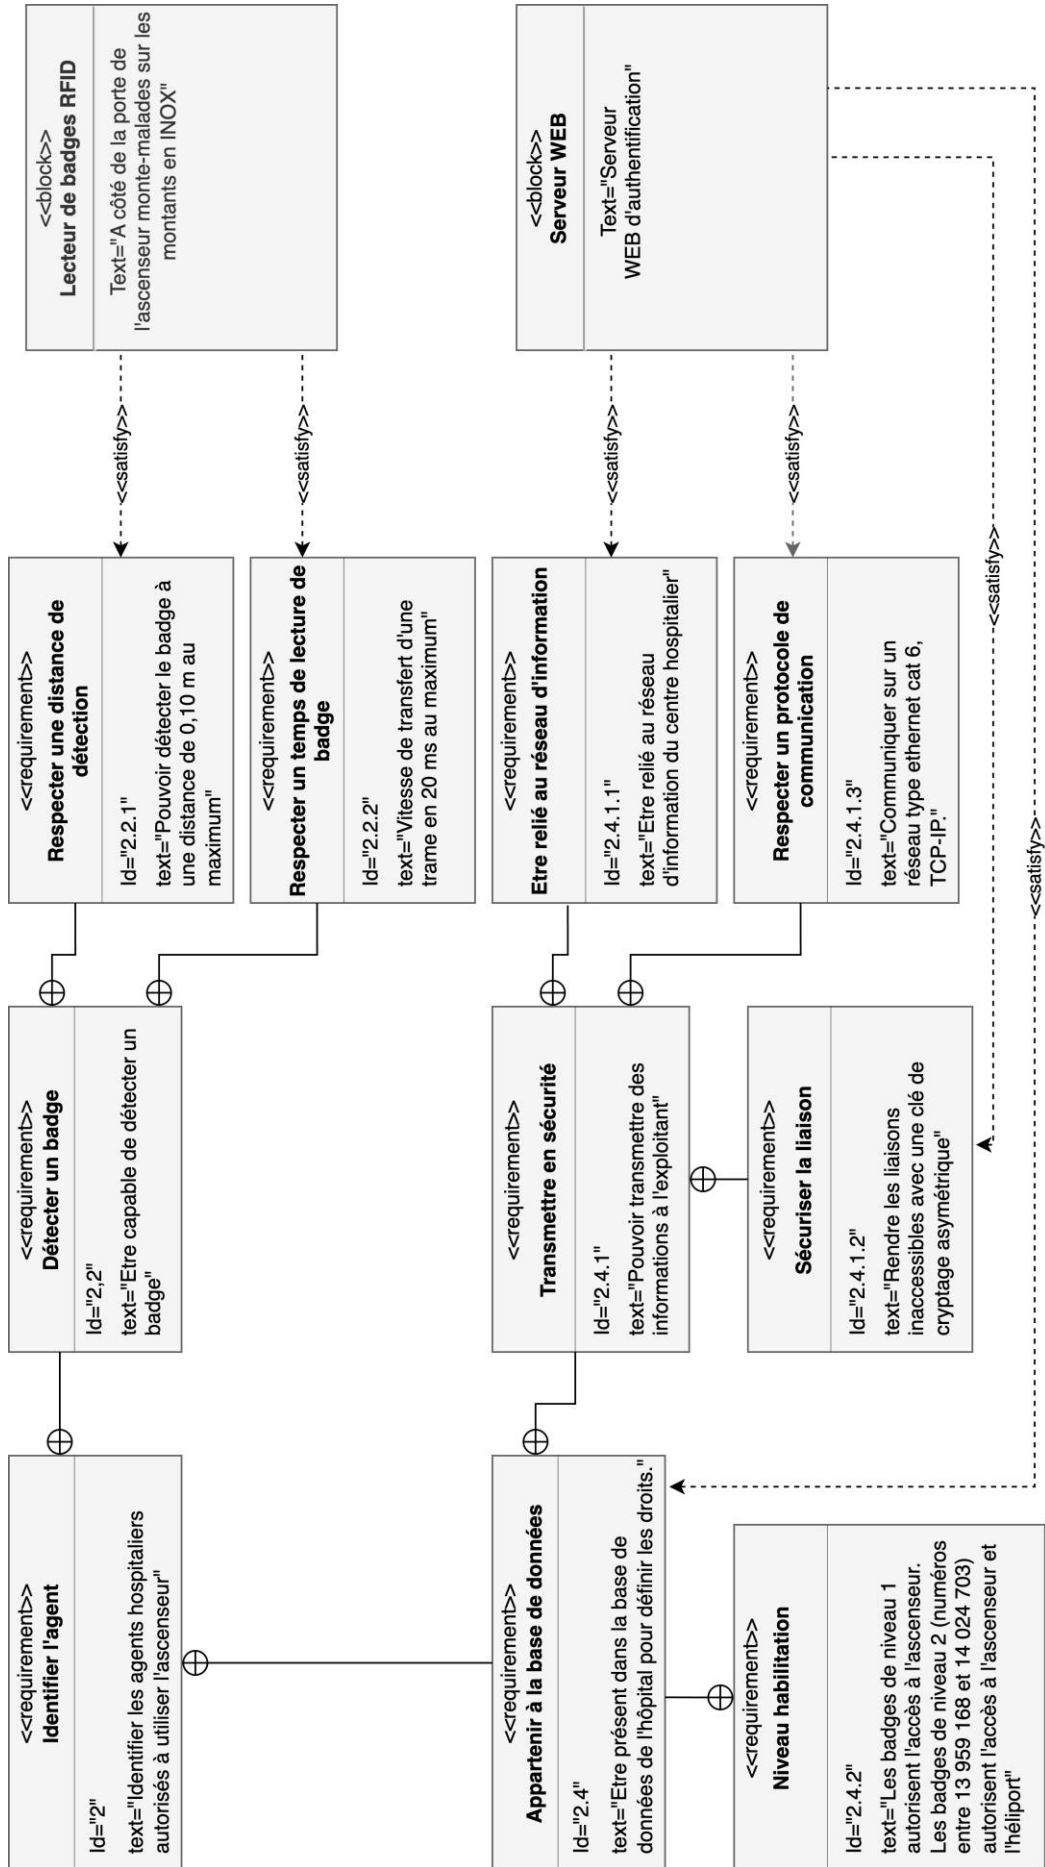 <<requirement>>
Identifier l'agent
Id="2"
text="Identifier les agents hospitaliers
autorisés à utiliser l'ascenseur"
<<requirement>>
Détecter un badge
Id="2,2"
text="Etre capable de détecter un
badge"
<<requirement>>
Respecter une distance de
détection
Id="2.2.1"
text="Pouvoir détecter le badge à
une distance de 0,10 m au
maximum"
<<satisfy>>
<<block>>
Lecteur de badges RFID
Text="A côté de la porte de
l'ascenseur monte-malades sur les
montants en INOX"
<<requirement>>
Respecter un temps de lecture de
badge
Id="2.2.2"
text="Vitesse de transfert d'une
trame en 20 ms au maximum"
<<satisfy>>
<<requirement>>
Appartenir à la base de données
Id="2.4"
text="Etre présent dans la base de
données de l'hôpital pour définir les droits."
<<requirement>>
Transmettre en sécurité
Id="2.4.1"
text="Pouvoir transmettre des
informations à l'exploitant"
<<requirement>>
Etre relié au réseau d'information
Id="2.4.1.1"
text="Etre relié au réseau
d'information du centre hospitalier"
<<satisfy>>
<<block>>
Serveur WEB
Text="Serveur
WEB d'authentification"
<<requirement>>
Niveau habilitation
Id="2.4.2"
text="Les badges de niveau 1
autorisent l'accès à l'ascenseur.
Les badges de niveau 2 (numéros
entre 13 959 168 et 14 024 703)
autorisent l'accès à l'ascenseur et
l'héliport"
<<requirement>>
Sécuriser la liaison
Id="2.4.1.2"
text="Rendre les liaisons
inaccessibles avec une clé de
cryptage asymétrique"
<<requirement>>
Respecter un protocole de
communication
Id="2.4.1.3"
text="Communiquer sur un
réseau type ethernet cat 6,
TCP-IP."
<<satisfy>>
<<satisfy>>
<<satisfy>>